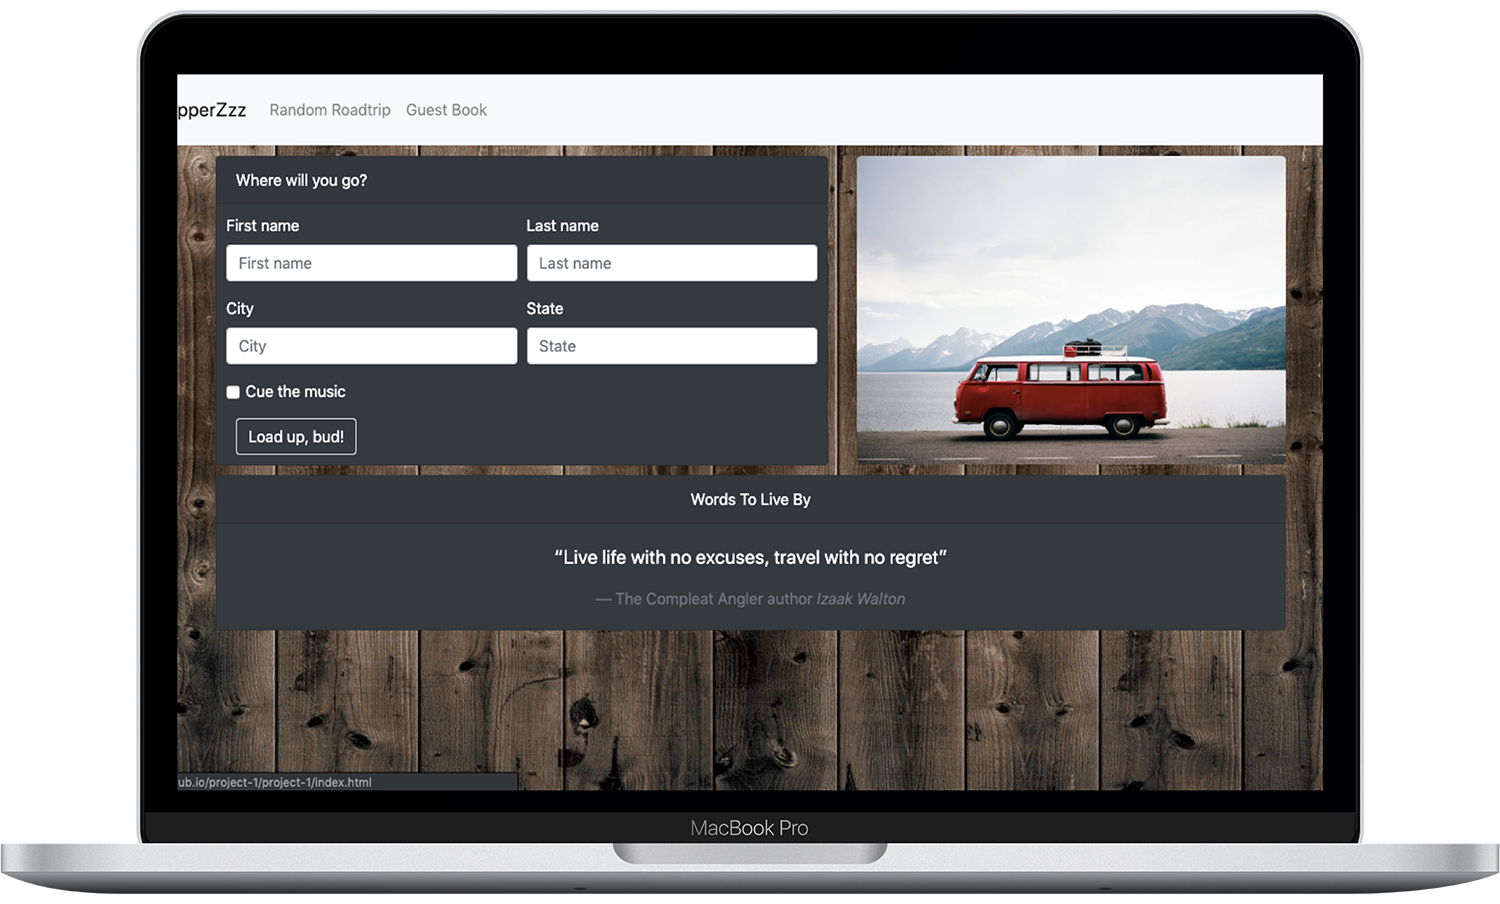 pperZzz Random Roadtrip Guest Book
Where will you go?
First name Last name
First name Last name
City State
City State
Cue the music
Load up, bud!
Words To Live By
“Live life with no excuses, travel with no regret”
— The Compleat Angler author Izaak Walton
ub.io/project-1/project-1/index.html
MacBook Pro